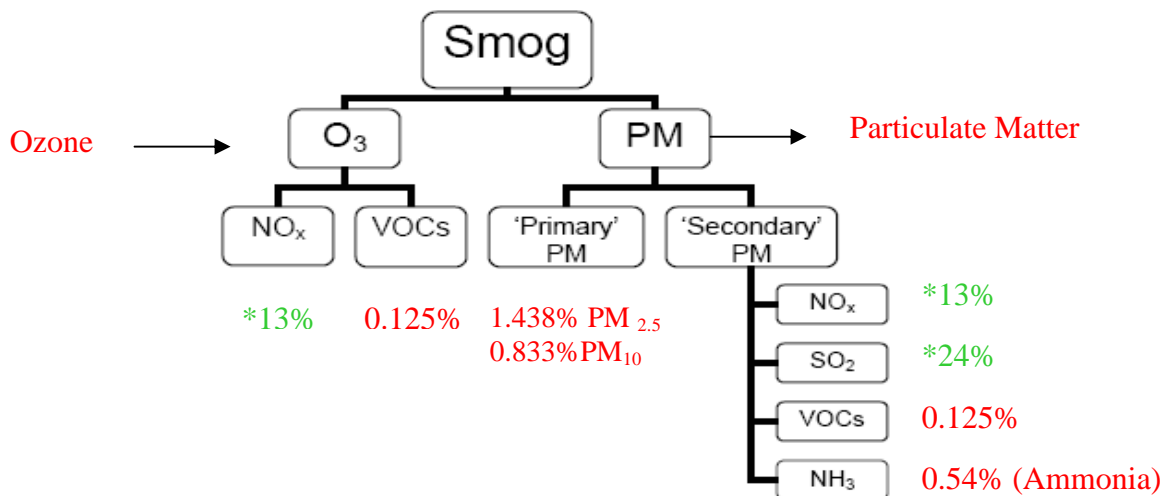 Smog
Ozone
O₃
PM
Particulate Matter
NOₓ
VOCs
'Primary'
PM
'Secondary'
PM
*13%
0.125%
1.438% PM ₂.₅
0.833%PM₁₀
NOₓ
*13%
SO₂
*24%
VOCs
0.125%
NH₃
0.54% (Ammonia)